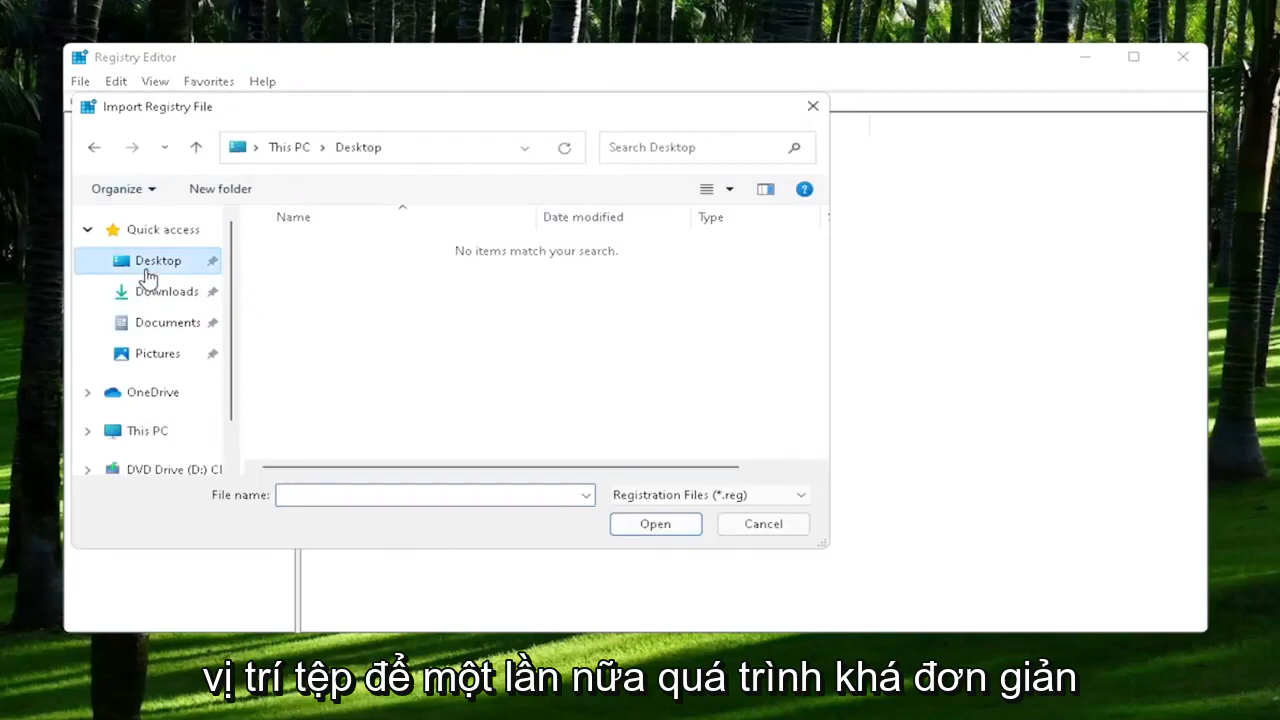 Registry Editor
File Edit View Favorites Help
Import Registry File
This PC > Desktop
Search Desktop
Organize New folder
Name Date modified Type
Quick access
No items match your search.
Desktop
Downloads
Documents
Pictures
OneDrive
This PC
DVD Drive (D:) CI
File name: Registration Files (*.reg)
Open Cancel
vị trí tệp để một lần nữa quá trình khá đơn giản